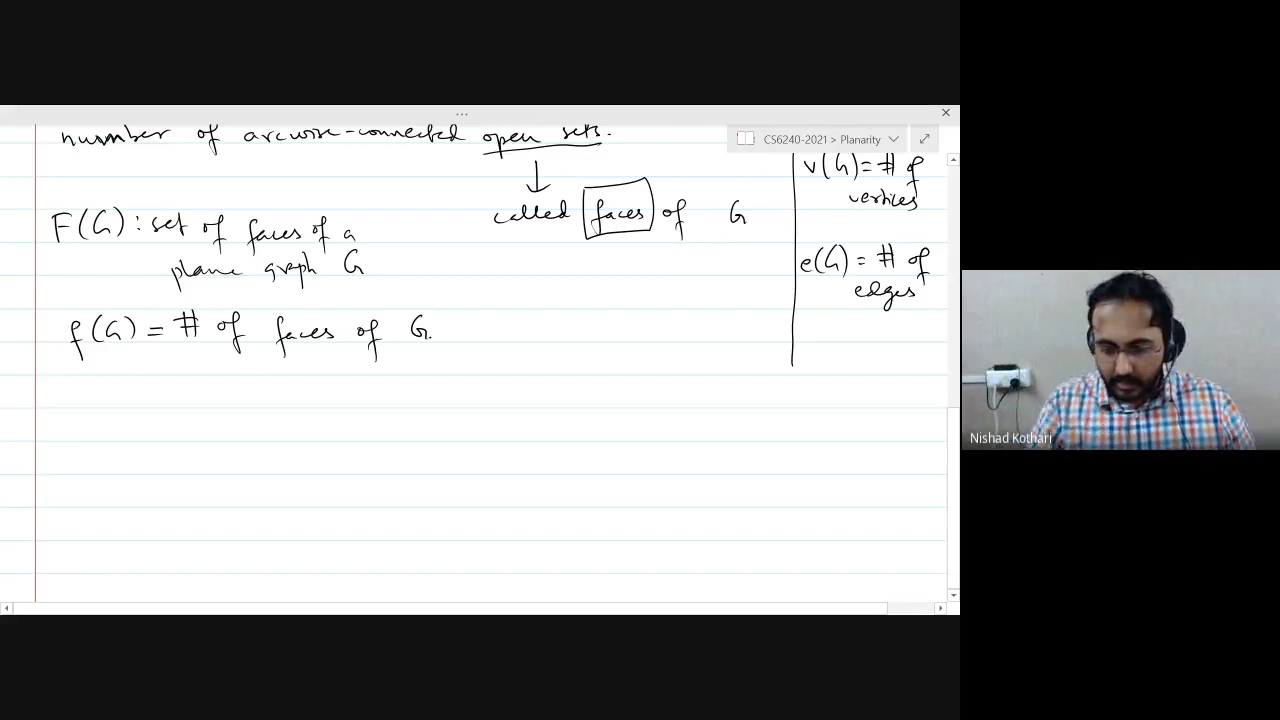 number of arcwise-connected open sets.
CS6240-2021 > Planarity
v(G) = # of
vertices
called faces of G
F(G) : set of faces of a
plane graph G
e(G) = # of
edges
f(G) = # of faces of G.
Nishad Kothari